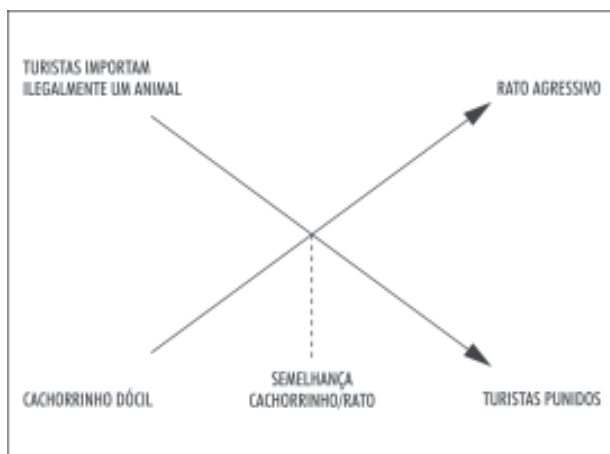 TURISTAS IMPORTAM
ILEGALMENTE UM ANIMAL
RATO AGRESSIVO
CACHORRINHO DÓCIL
SEMELHANÇA
CACHORRINHO/RATO
TURISTAS PUNIDOS